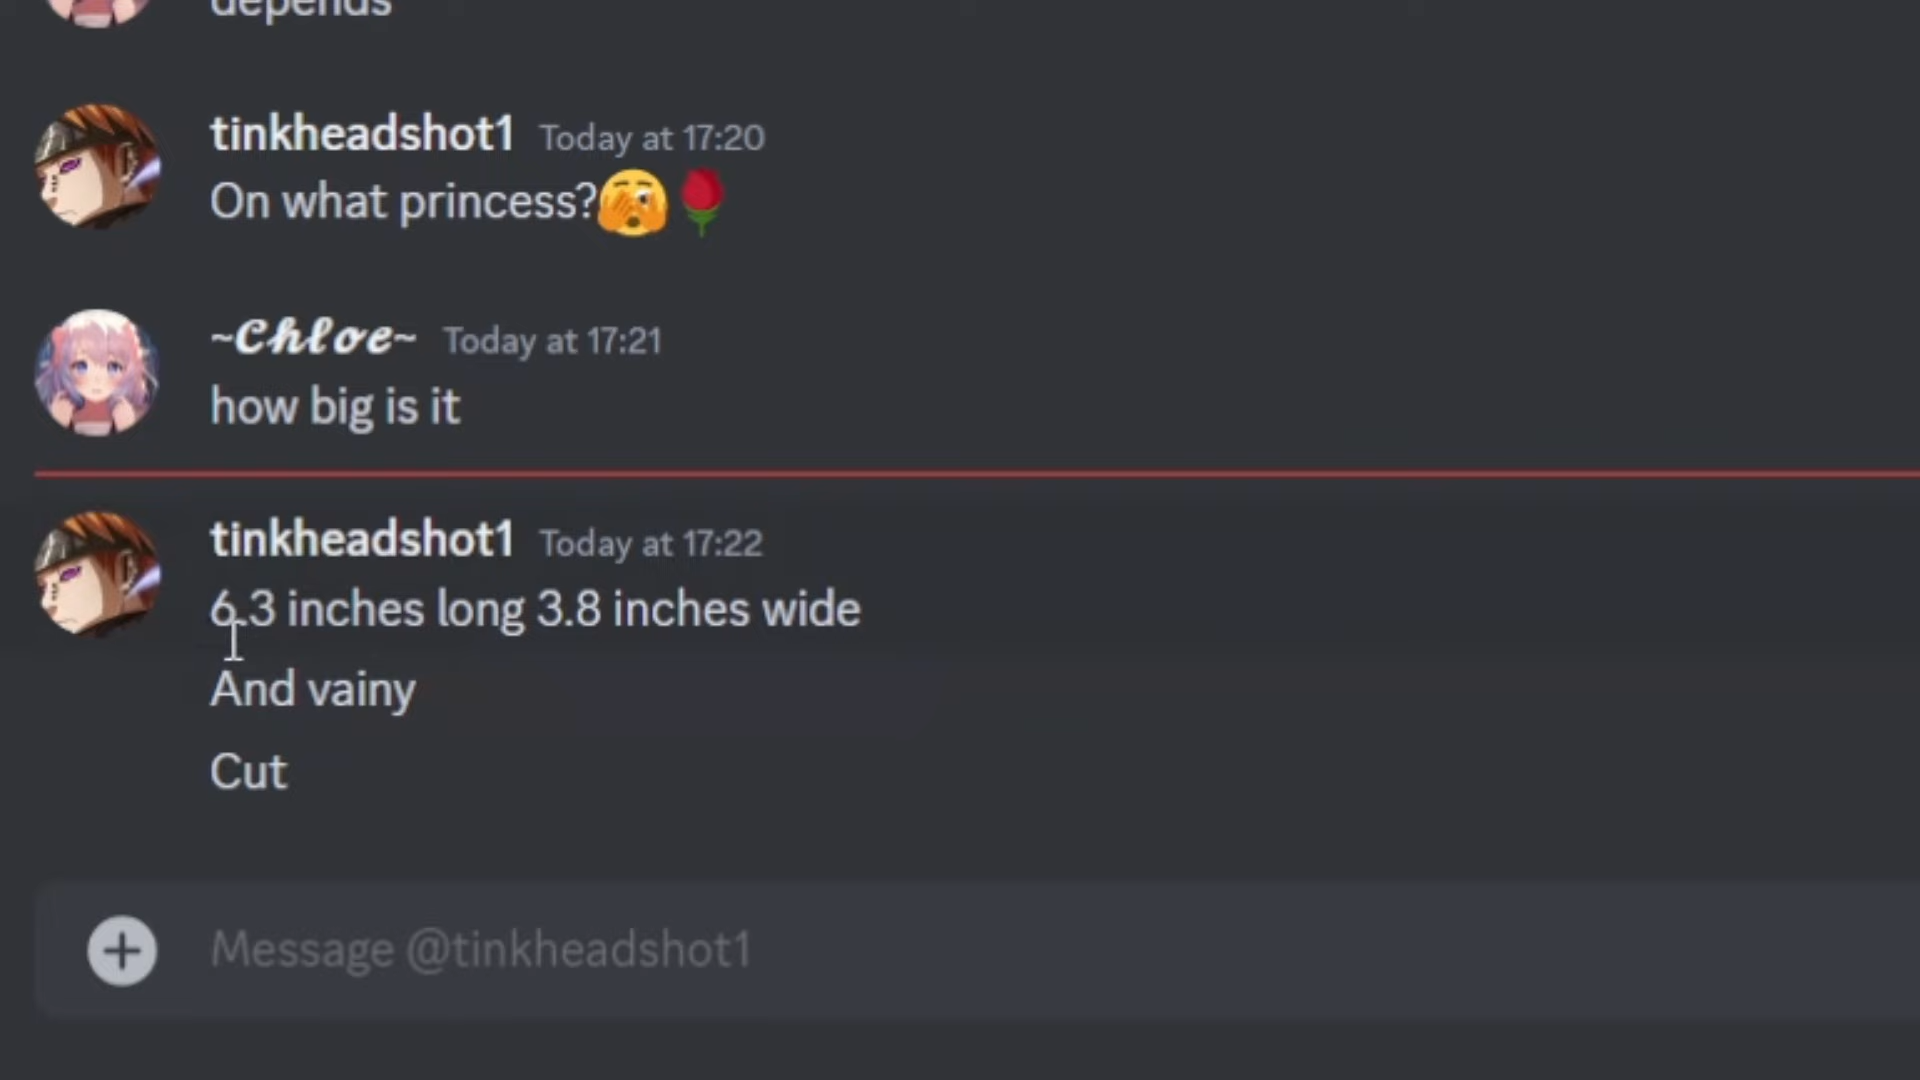 depends
tinkheadshot1 Today at 17:20
On what princess?🫣🌹
~𝓒𝓱𝓵𝓸𝓮~ Today at 17:21
how big is it
tinkheadshot1 Today at 17:22
6.3 inches long 3.8 inches wide
And vainy
Cut
Message @tinkheadshot1